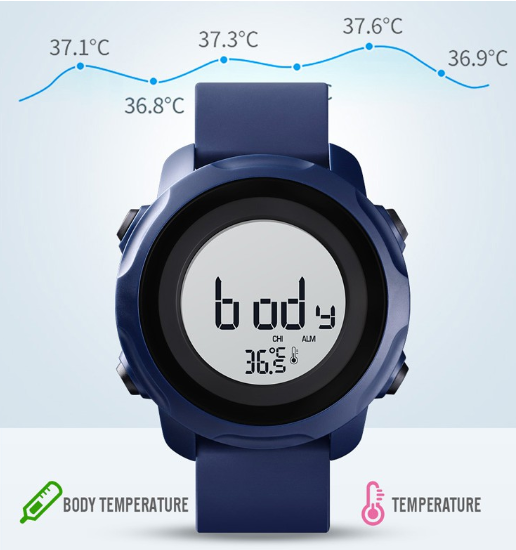 37.1°C
37.3°C
37.6°C
36.9°C
36.8°C
body
CHI ALM
36.5°C
BODY TEMPERATURE
TEMPERATURE